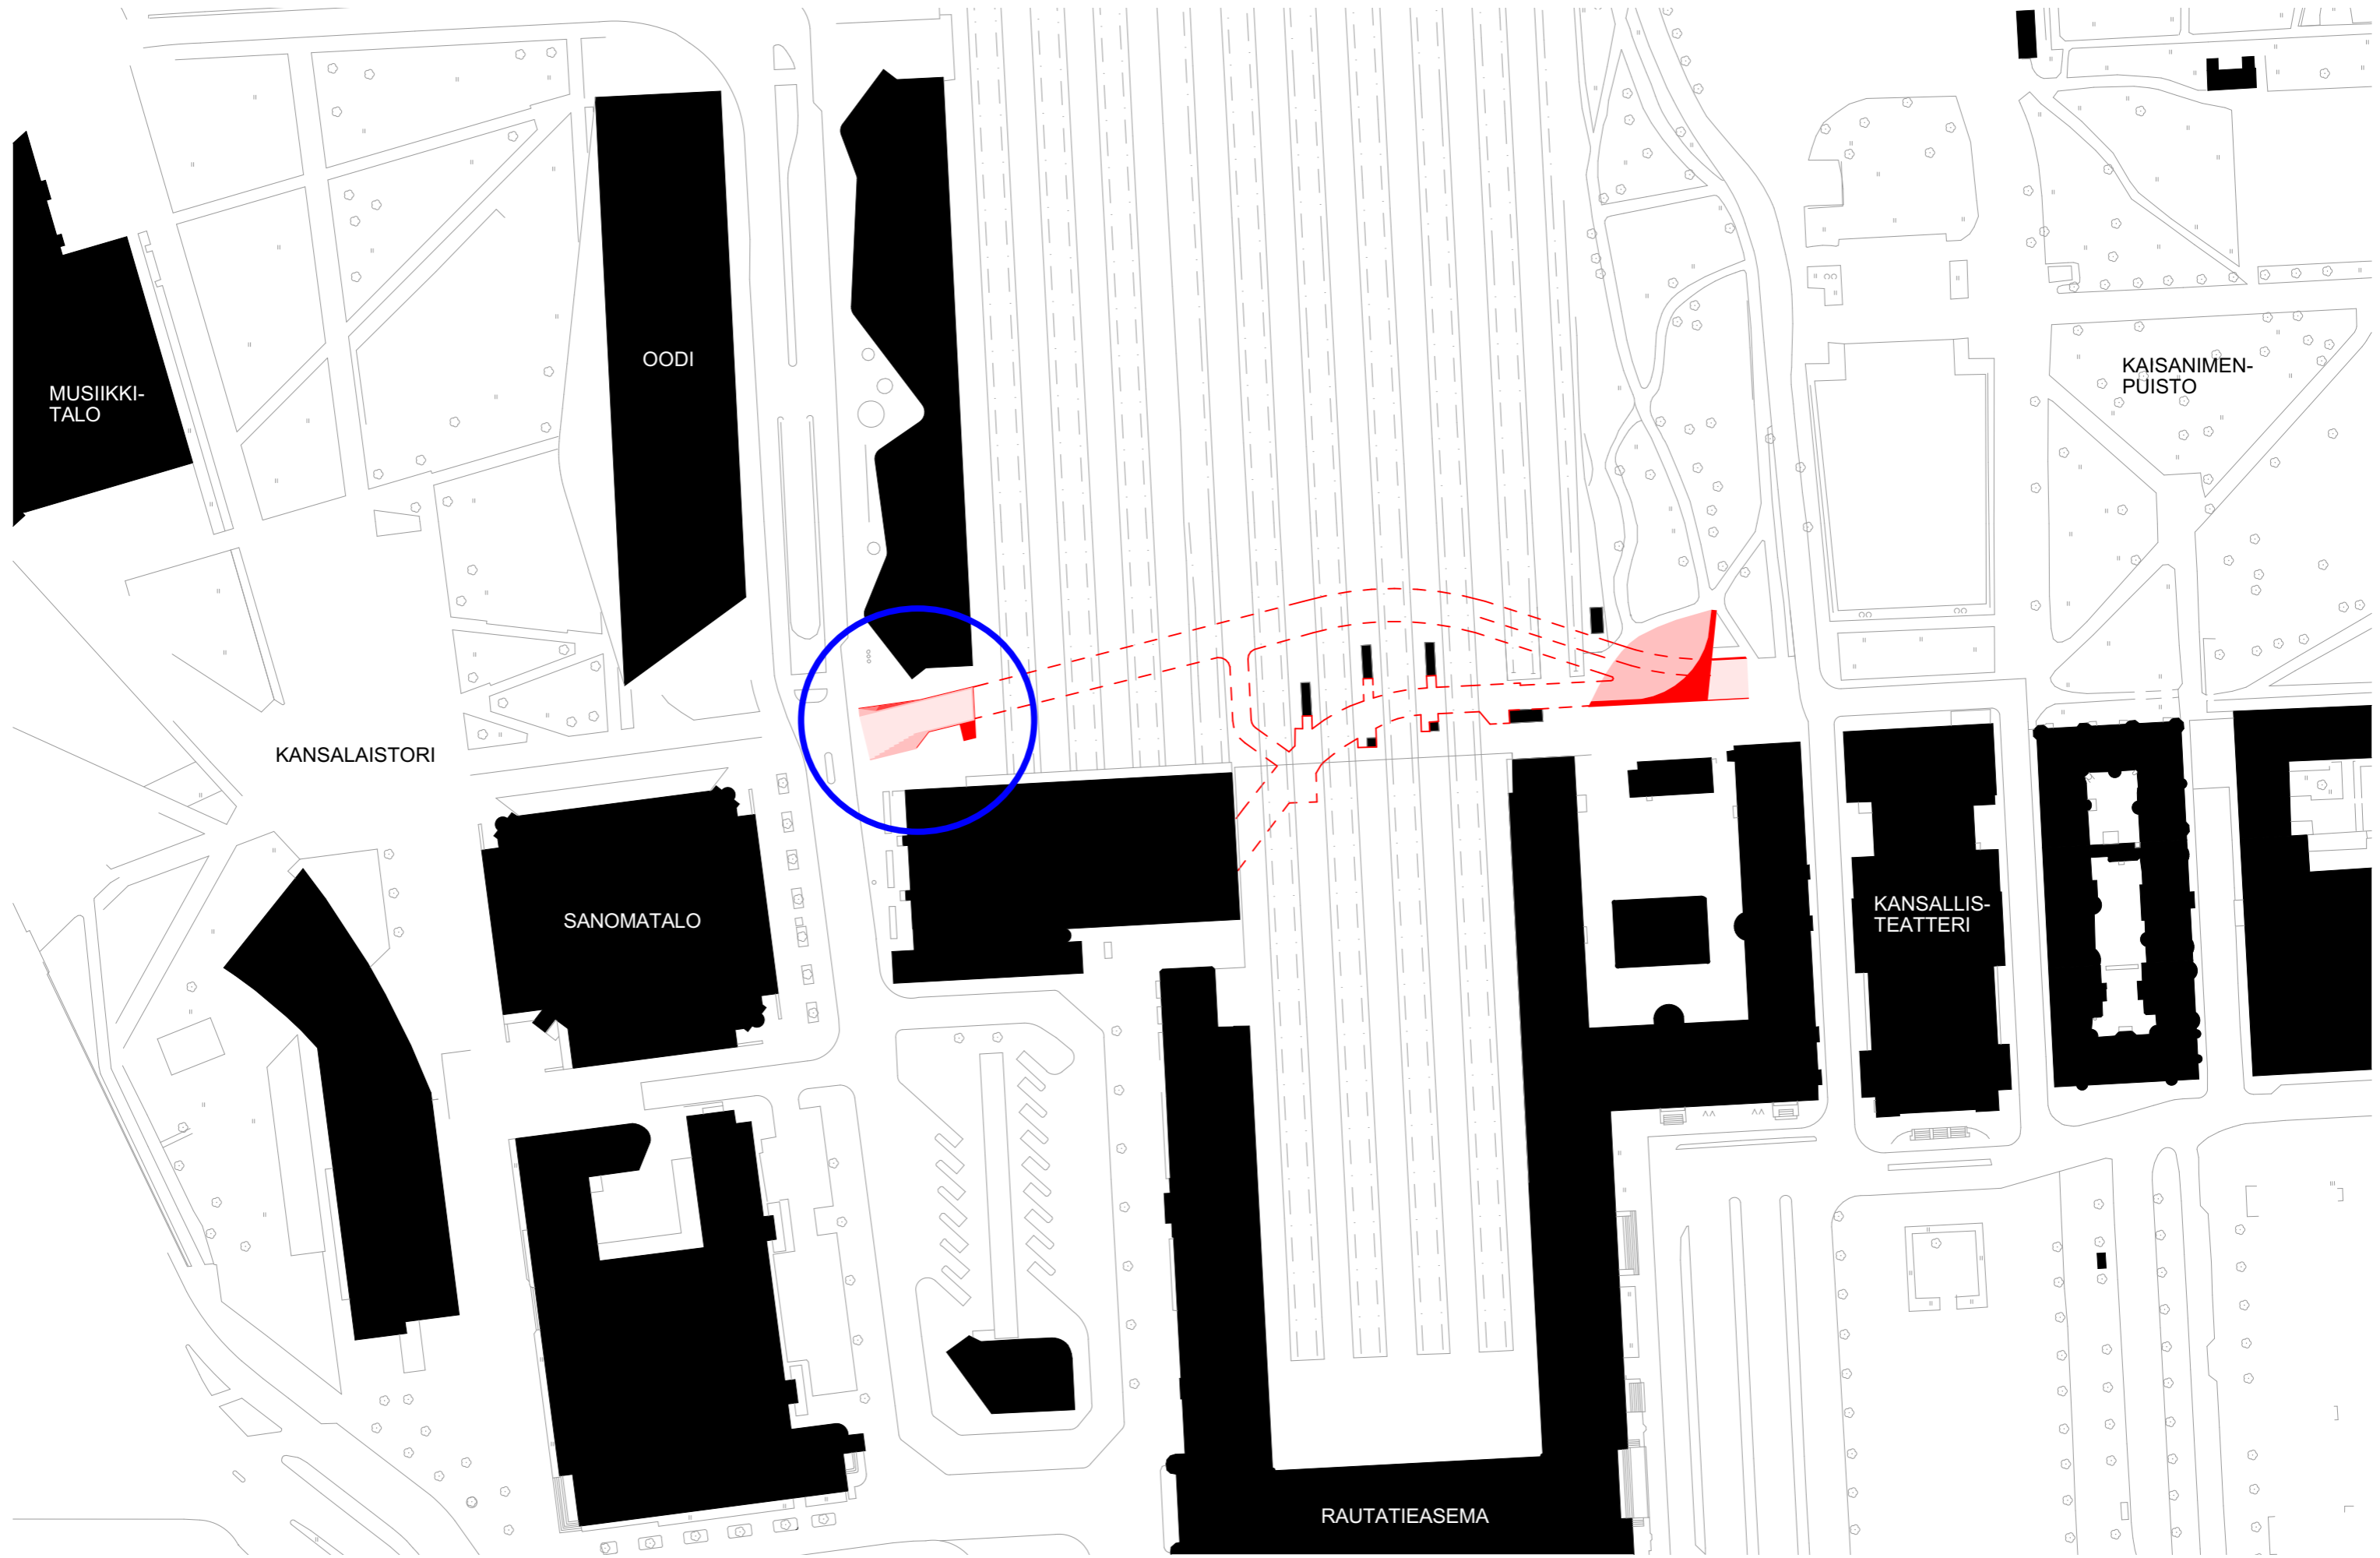 OODI
MUSIIKKI-
TALO
KAISANIMEN-
PUISTO
KANSALAISTORI
SANOMATALO
KANSALLIS-
TEATTERI
RAUTATIEASEMA